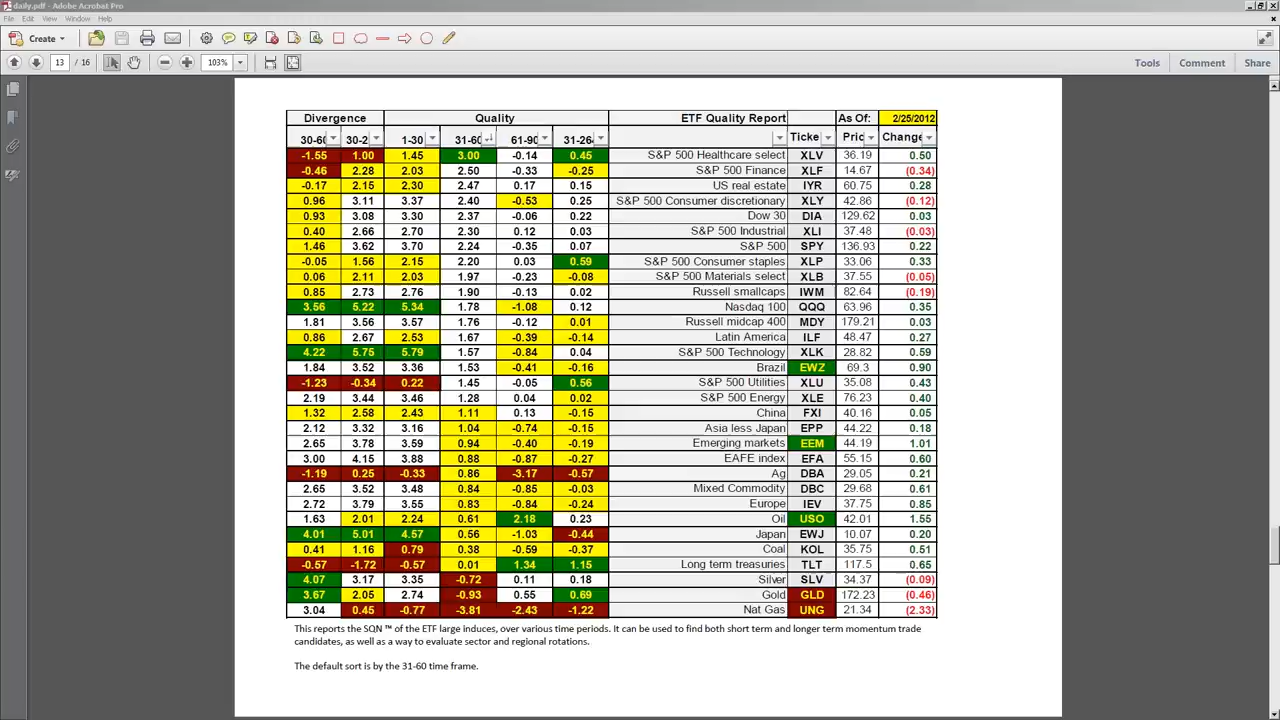 daily.pdf - Adobe Acrobat Pro
File Edit View Window Help
Create
13 / 16 103% Tools Comment Share
Divergence Quality ETF Quality Report As Of: 2/25/2012
30-60 30-2 1-30 31-60 61-90 31-26 Ticke Pric Change
-1.55 1.00 1.45 3.00 -0.14 0.45 S&P 500 Healthcare select XLV 36.19 0.50
-0.46 2.28 2.03 2.50 -0.33 -0.25 S&P 500 Finance XLF 14.67 (0.34)
-0.17 2.15 2.30 2.47 0.17 0.15 US real estate IYR 60.75 0.28
0.96 3.11 3.37 2.40 -0.53 0.25 S&P 500 Consumer discretionary XLY 42.86 (0.12)
0.93 3.08 3.30 2.37 -0.06 0.22 Dow 30 DIA 129.62 0.03
0.40 2.66 2.70 2.30 0.12 0.03 S&P 500 Industrial XLI 37.48 (0.03)
1.46 3.62 3.70 2.24 -0.35 0.07 S&P 500 SPY 136.93 0.22
-0.05 1.56 2.15 2.20 0.03 0.59 S&P 500 Consumer staples XLP 33.06 0.33
0.06 2.11 2.03 1.97 -0.23 -0.08 S&P 500 Materials select XLB 37.55 (0.05)
0.85 2.73 2.76 1.90 -0.13 0.02 Russell smallcaps IWM 82.64 (0.19)
3.56 5.22 5.34 1.78 -1.08 0.12 Nasdaq 100 QQQ 63.96 0.35
1.81 3.56 3.57 1.76 -0.12 0.01 Russell midcap 400 MDY 179.21 0.03
0.86 2.67 2.53 1.67 -0.39 -0.14 Latin America ILF 48.47 0.27
4.22 5.75 5.79 1.57 -0.84 0.04 S&P 500 Technology XLK 28.82 0.59
1.84 3.52 3.36 1.55 -0.41 -0.16 Brazil EWZ 69.3 0.90
-1.23 -0.34 0.22 1.45 -0.05 0.56 S&P 500 Utilities XLU 35.08 0.43
2.19 3.44 3.46 1.28 0.04 0.02 S&P 500 Energy XLE 76.23 0.40
1.32 2.58 2.43 1.11 0.13 -0.15 China FXI 40.16 0.05
2.12 3.32 3.16 1.04 -0.74 -0.15 Asia less Japan EPP 44.22 0.18
2.65 3.78 3.59 0.94 -0.40 -0.19 Emerging markets EEM 44.19 1.01
3.00 4.15 3.88 0.88 -0.87 -0.27 EAFE index EFA 55.15 0.60
-1.19 0.25 -0.33 0.86 -3.17 -0.57 Ag DBA 29.05 0.21
2.65 3.52 3.48 0.84 -0.85 -0.03 Mixed Commodity DBC 29.68 0.61
2.72 3.79 3.55 0.83 -0.84 -0.24 Europe IEV 37.75 0.85
1.63 2.01 2.24 0.61 2.18 0.23 Oil USO 42.01 1.55
4.01 5.01 4.57 0.56 -1.03 -0.44 Japan EWJ 10.07 0.20
0.41 1.16 0.79 0.38 -0.59 -0.37 Coal KOL 35.75 0.51
-0.57 -1.72 -0.57 0.01 1.34 1.15 Long term treasuries TLT 117.5 0.65
4.07 3.17 3.35 -0.72 0.11 0.18 Silver SLV 34.37 (0.09)
3.67 2.05 2.74 -0.93 0.55 0.69 Gold GLD 172.23 (0.46)
3.04 0.45 -0.77 -3.81 -2.43 -1.22 Nat Gas UNG 21.34 (2.33)
This reports the SQN ™ of the ETF large induces, over various time periods. It can be used to find both short term and longer term momentum trade
candidates, as well as a way to evaluate sector and regional rotations.
The default sort is by the 31-60 time frame.